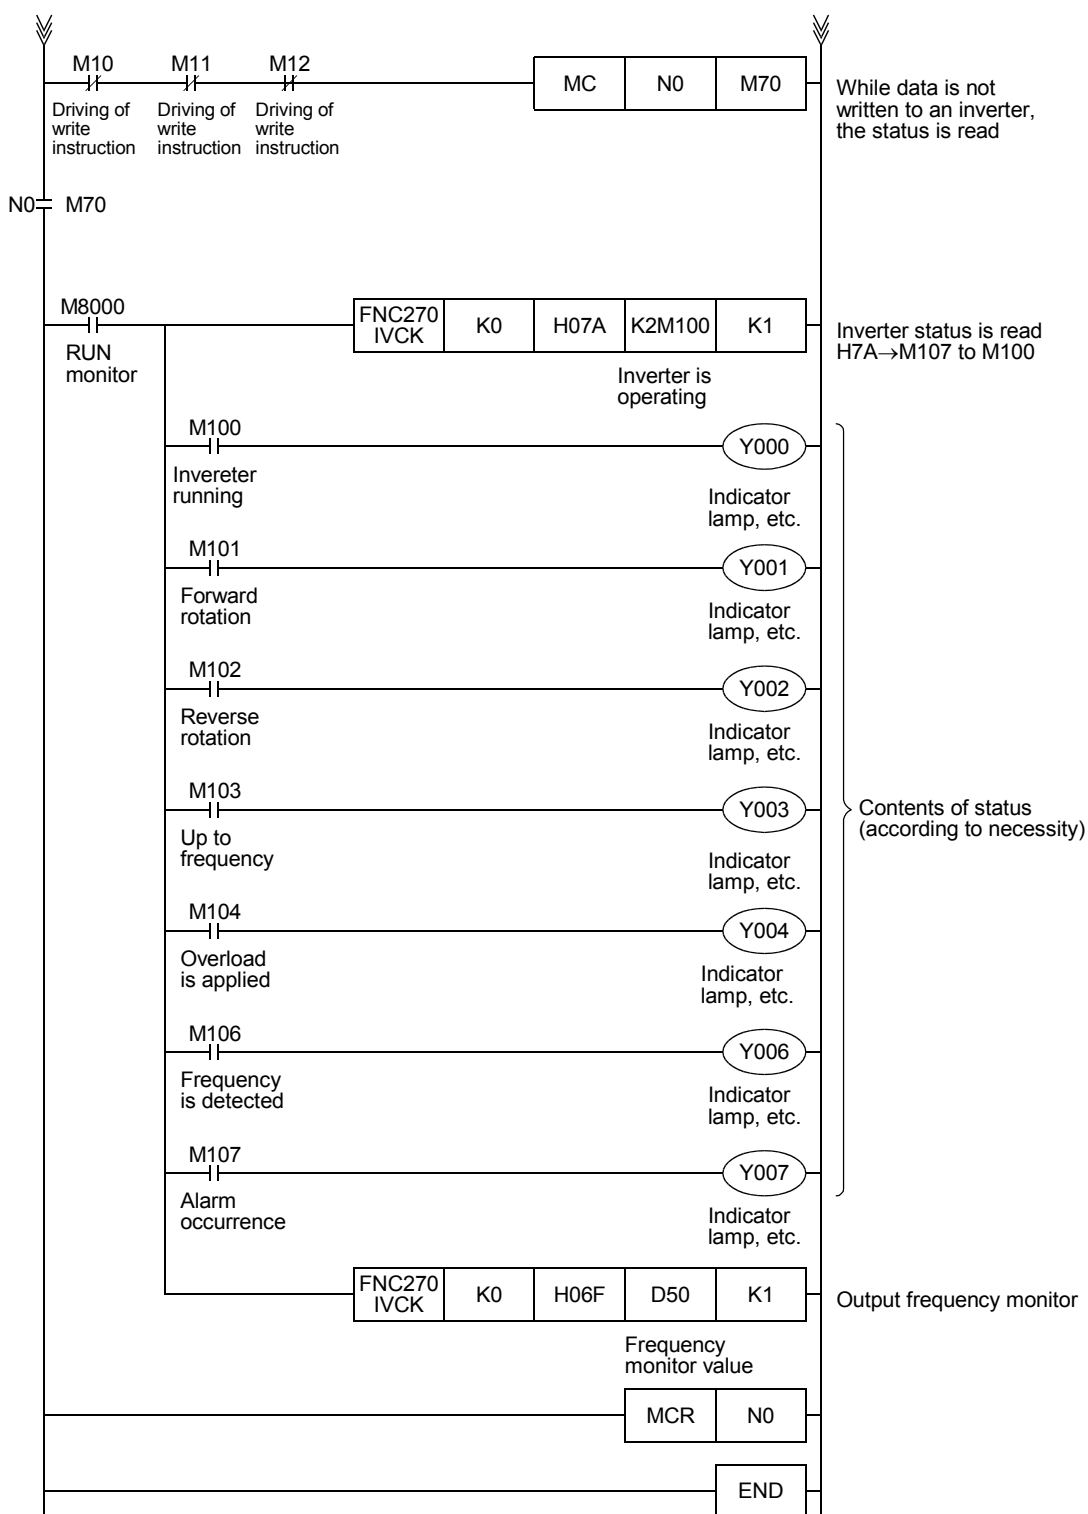 M10 M11 M12
MC N0 M70
Driving of write instruction
Driving of write instruction
Driving of write instruction
While data is not
written to an inverter,
the status is read
N0 M70
M8000
RUN
monitor
FNC270 IVCK K0 H07A K2M100 K1
Inverter status is read
H7A→M107 to M100
Inverter is
operating
M100
Y000
Invereter
running
Indicator
lamp, etc.
M101
Y001
Forward
rotation
Indicator
lamp, etc.
M102
Y002
Reverse
rotation
Indicator
lamp, etc.
M103
Y003
Up to
frequency
Indicator
lamp, etc.
Contents of status
(according to necessity)
M104
Y004
Overload
is applied
Indicator
lamp, etc.
M106
Y006
Frequency
is detected
Indicator
lamp, etc.
M107
Y007
Alarm
occurrence
Indicator
lamp, etc.
FNC270 IVCK K0 H06F D50 K1
Output frequency monitor
Frequency
monitor value
MCR N0
END